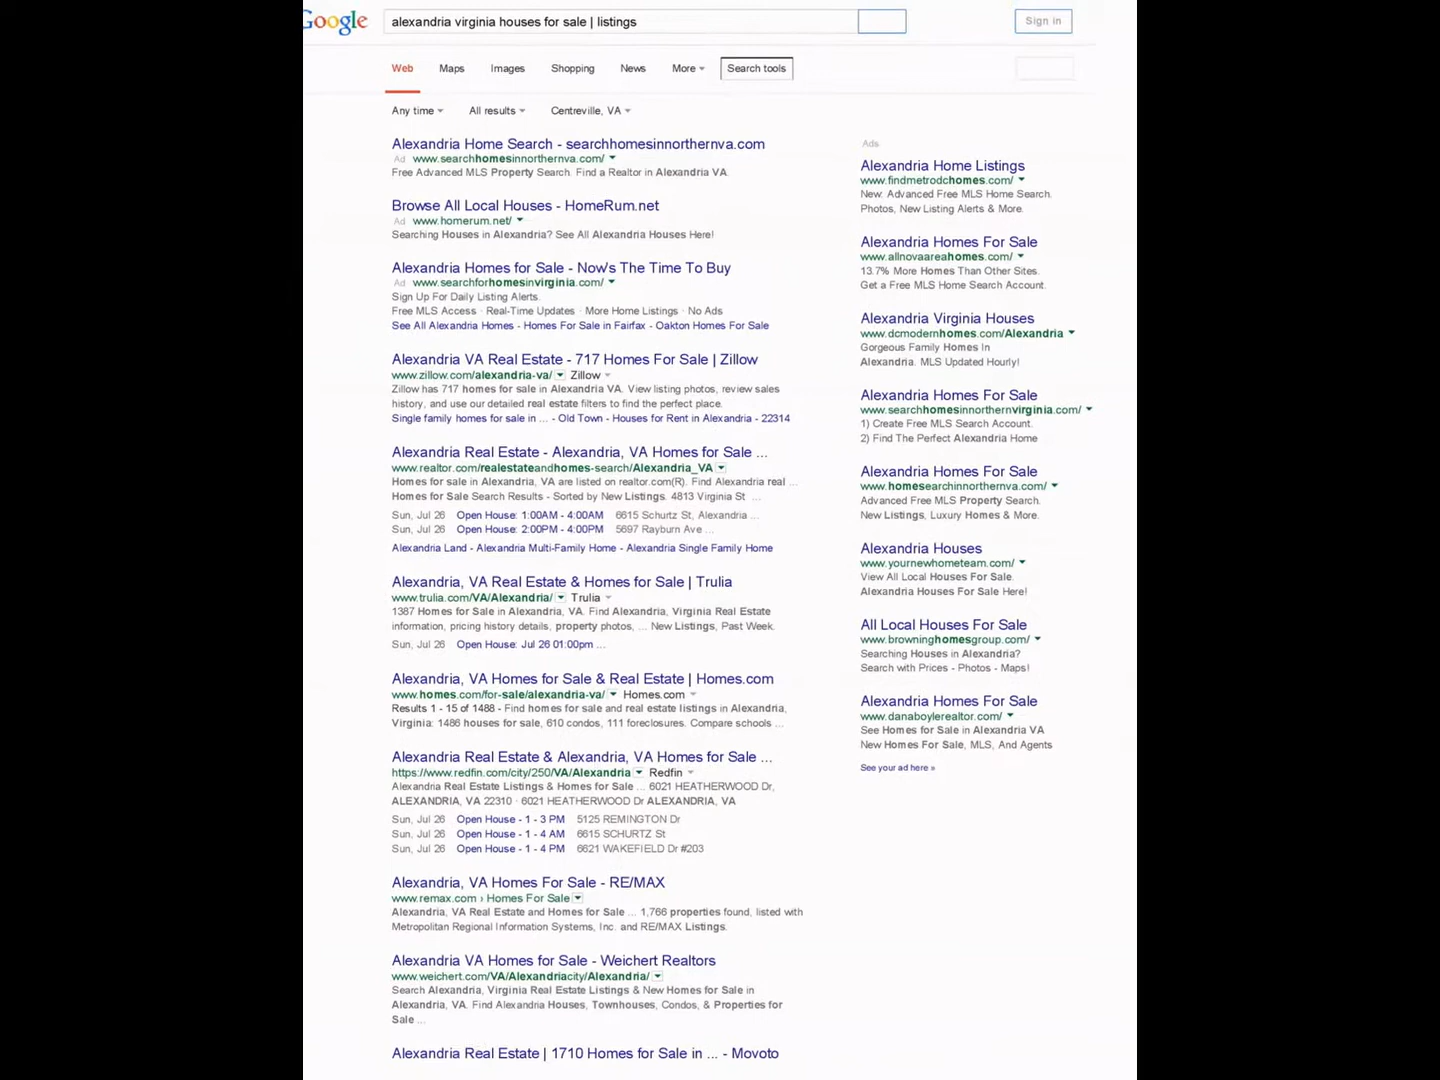 Google
alexandria virginia houses for sale | listings
Sign in
Web Maps Images Shopping News More Search tools
Any time All results Centreville, VA
Alexandria Home Search - searchhomesinnorthernva.com
Ad www.searchhomesinnorthernva.com/
Free Advanced MLS Property Search. Find a Realtor in Alexandria VA.
Browse All Local Houses - HomeRum.net
Ad www.homerum.net/
Searching Houses in Alexandria? See All Alexandria Houses Here!
Alexandria Homes for Sale - Now's The Time To Buy
Ad www.searchforhomesinvirginia.com/
Sign Up For Daily Listing Alerts.
Free MLS Access · Real-Time Updates · More Home Listings · No Ads
See All Alexandria Homes - Homes For Sale in Fairfax - Oakton Homes For Sale
Alexandria VA Real Estate - 717 Homes For Sale | Zillow
www.zillow.com/alexandria-va/ Zillow
Zillow has 717 homes for sale in Alexandria VA. View listing photos, review sales
history, and use our detailed real estate filters to find the perfect place.
Single family homes for sale in ... - Old Town - Houses for Rent in Alexandria - 22314
Alexandria Real Estate - Alexandria, VA Homes for Sale ...
www.realtor.com/realestateandhomes-search/Alexandria_VA
Homes for sale in Alexandria, VA are listed on realtor.com(R). Find Alexandria real ...
Homes for Sale Search Results - Sorted by New Listings. 4813 Virginia St ...
Sun, Jul 26 Open House: 1:00AM - 4:00AM 6615 Schurtz St, Alexandria ...
Sun, Jul 26 Open House: 2:00PM - 4:00PM 5697 Rayburn Ave ...
Alexandria Land - Alexandria Multi-Family Home - Alexandria Single Family Home
Alexandria, VA Real Estate & Homes for Sale | Trulia
www.trulia.com/VA/Alexandria/ Trulia
1387 Homes for Sale in Alexandria, VA. Find Alexandria, Virginia Real Estate
information, pricing history details, property photos, ... New Listings, Past Week.
Sun, Jul 26 Open House: Jul 26 01:00pm ...
Alexandria, VA Homes for Sale & Real Estate | Homes.com
www.homes.com/for-sale/alexandria-va/ Homes.com
Results 1 - 15 of 1488 - Find homes for sale and real estate listings in Alexandria,
Virginia: 1486 houses for sale, 610 condos, 111 foreclosures. Compare schools ...
Alexandria Real Estate & Alexandria, VA Homes for Sale ...
https://www.redfin.com/city/250/VA/Alexandria Redfin
Alexandria Real Estate Listings & Homes for Sale ... 6021 HEATHERWOOD Dr,
ALEXANDRIA, VA 22310 · 6021 HEATHERWOOD Dr ALEXANDRIA, VA
Sun, Jul 26 Open House - 1 - 3 PM 5125 REMINGTON Dr
Sun, Jul 26 Open House - 1 - 4 AM 6615 SCHURTZ St
Sun, Jul 26 Open House - 1 - 4 PM 6621 WAKEFIELD Dr #203
Alexandria, VA Homes For Sale - RE/MAX
www.remax.com › Homes For Sale
Alexandria, VA Real Estate and Homes for Sale ... 1,766 properties found, listed with
Metropolitan Regional Information Systems, Inc. and RE/MAX Listings.
Alexandria VA Homes for Sale - Weichert Realtors
www.weichert.com/VA/Alexandriacity/Alexandria/
Search Alexandria, Virginia Real Estate Listings & New Homes for Sale in
Alexandria, VA. Find Alexandria Houses, Townhouses, Condos, & Properties for
Sale ...
Alexandria Real Estate | 1710 Homes for Sale in ... - Movoto
Ads
Alexandria Home Listings
www.findmetrodchomes.com/
New: Advanced Free MLS Home Search.
Photos, New Listing Alerts & More.
Alexandria Homes For Sale
www.allnovaareahomes.com/
13.7% More Homes Than Other Sites.
Get a Free MLS Home Search Account.
Alexandria Virginia Houses
www.dcmodernhomes.com/Alexandria
Gorgeous Family Homes In
Alexandria. MLS Updated Hourly!
Alexandria Homes For Sale
www.searchhomesinnorthernvirginia.com/
1) Create Free MLS Search Account.
2) Find The Perfect Alexandria Home
Alexandria Homes For Sale
www.homesearchinnorthernva.com/
Advanced Free MLS Property Search.
New Listings, Luxury Homes & More.
Alexandria Houses
www.yournewhometeam.com/
View All Local Houses For Sale.
Alexandria Houses For Sale Here!
All Local Houses For Sale
www.browninghomesgroup.com/
Searching Houses in Alexandria?
Search with Prices - Photos - Maps!
Alexandria Homes For Sale
www.danaboylerealtor.com/
See Homes for Sale in Alexandria VA
New Homes For Sale, MLS, And Agents
See your ad here »